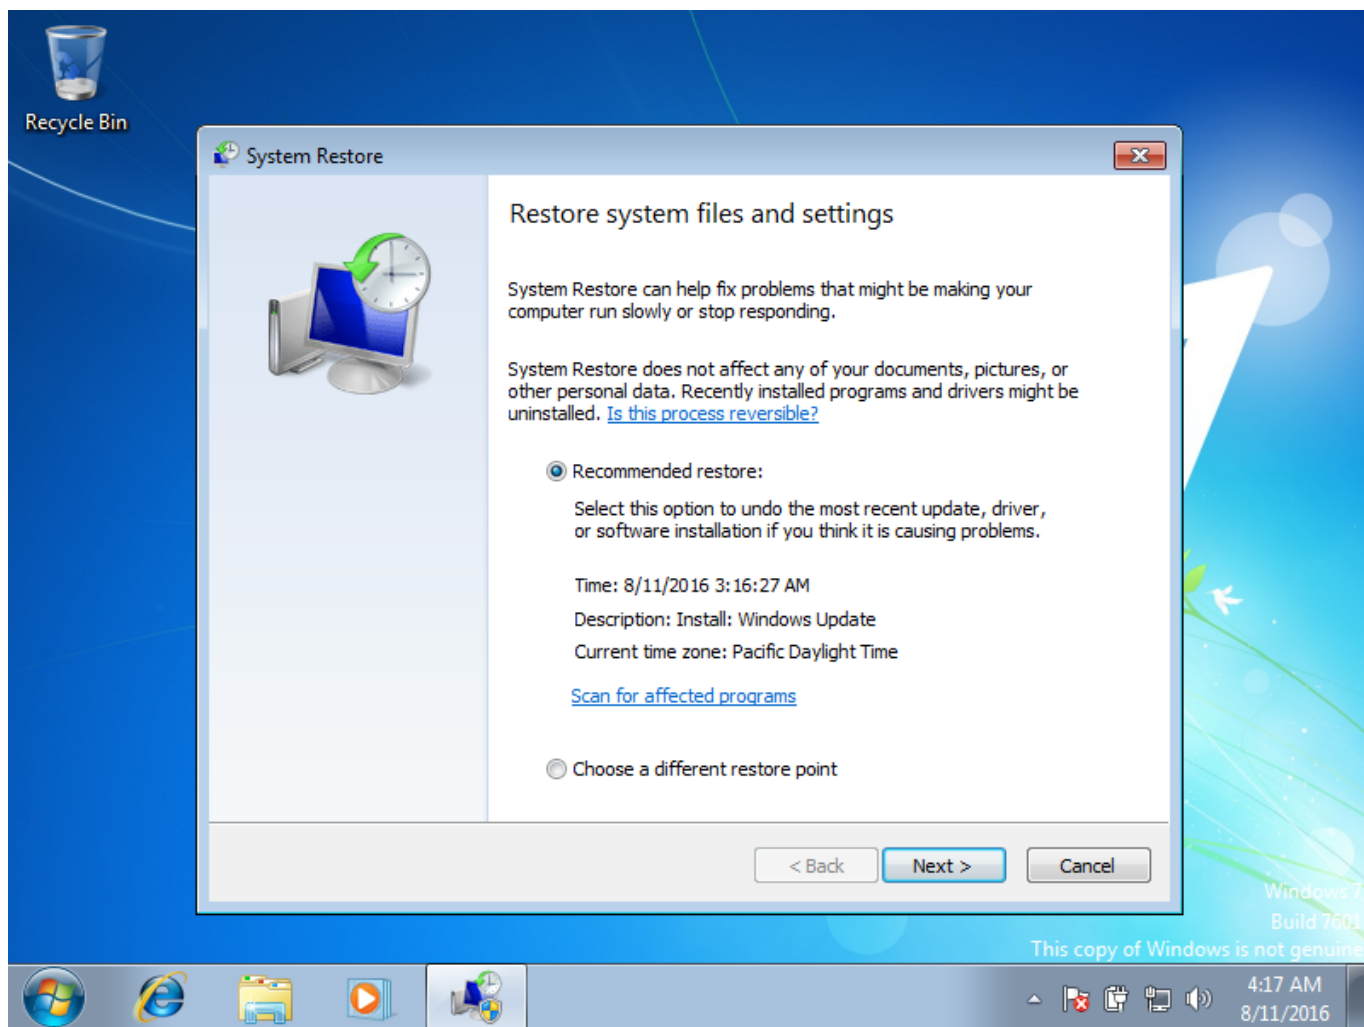 Recycle Bin
System Restore
Restore system files and settings
System Restore can help fix problems that might be making your
computer run slowly or stop responding.
System Restore does not affect any of your documents, pictures, or
other personal data. Recently installed programs and drivers might be
uninstalled. Is this process reversible?
Recommended restore:
Select this option to undo the most recent update, driver,
or software installation if you think it is causing problems.
Time: 8/11/2016 3:16:27 AM
Description: Install: Windows Update
Current time zone: Pacific Daylight Time
Scan for affected programs
Choose a different restore point
< Back
Next >
Cancel
Windows 7
Build 7601
This copy of Windows is not genuine
4:17 AM
8/11/2016